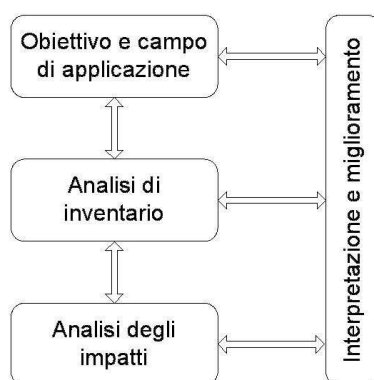 Obiettivo e campo
di applicazione
Analisi di
inventario
Analisi degli
impatti
Interpretazione e miglioramento